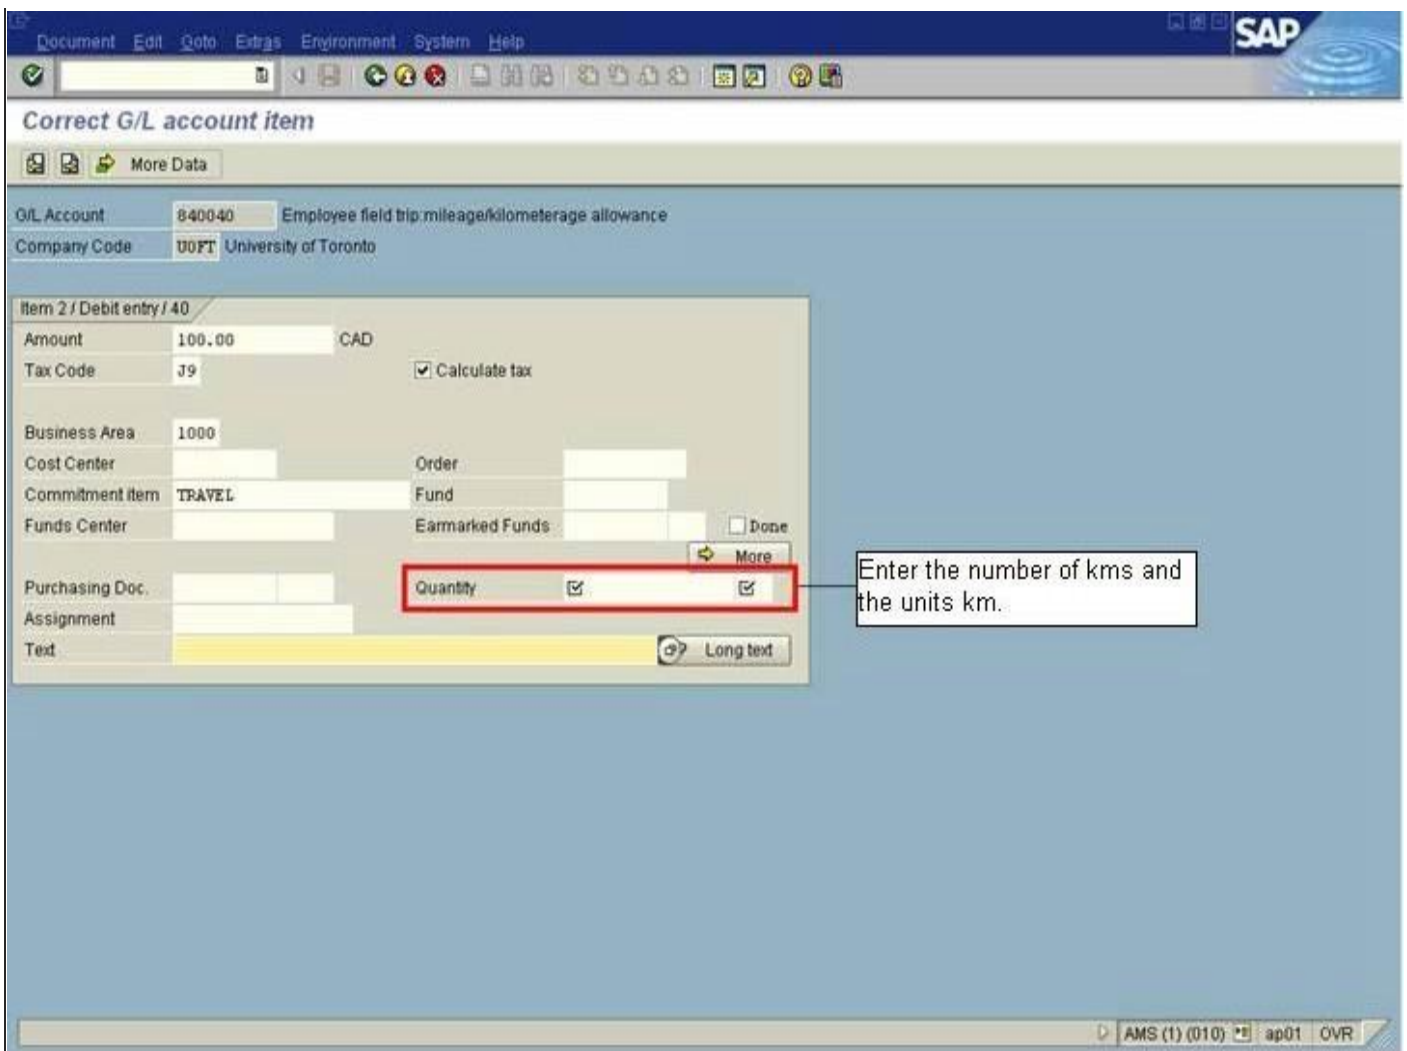 Document Edit Goto Extras Environment System Help
SAP
Correct G/L account item
More Data
G/L Account 840040 Employee field trip:mileage/kilometerage allowance
Company Code UOFT University of Toronto
Item 2 / Debit entry / 40
Amount 100.00 CAD
Tax Code J9 Calculate tax
Business Area 1000
Cost Center Order
Commitment item TRAVEL Fund
Funds Center Earmarked Funds Done
More
Purchasing Doc. Quantity
Assignment
Text Long text
Enter the number of kms and
the units km.
AMS (1) (010) ap01 OVR